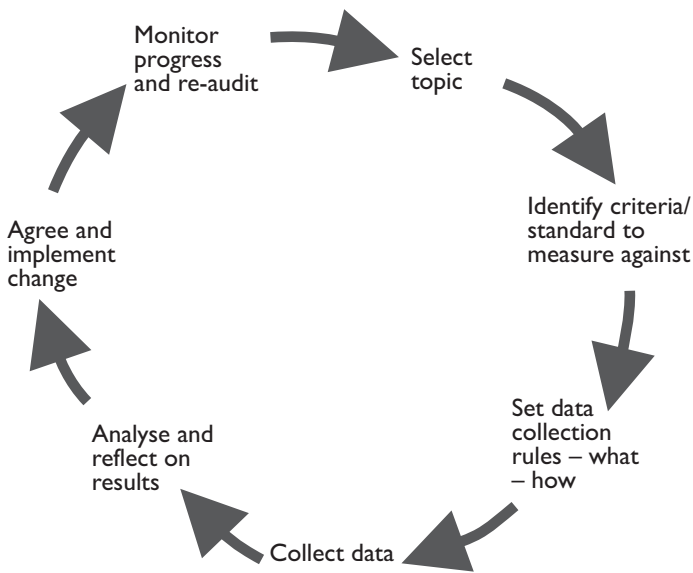 Monitor
progress
and re-audit
Select
topic
Identify criteria/
standard to
measure against
Set data
collection
rules – what
– how
Collect data
Analyse and
reflect on
results
Agree and
implement
change